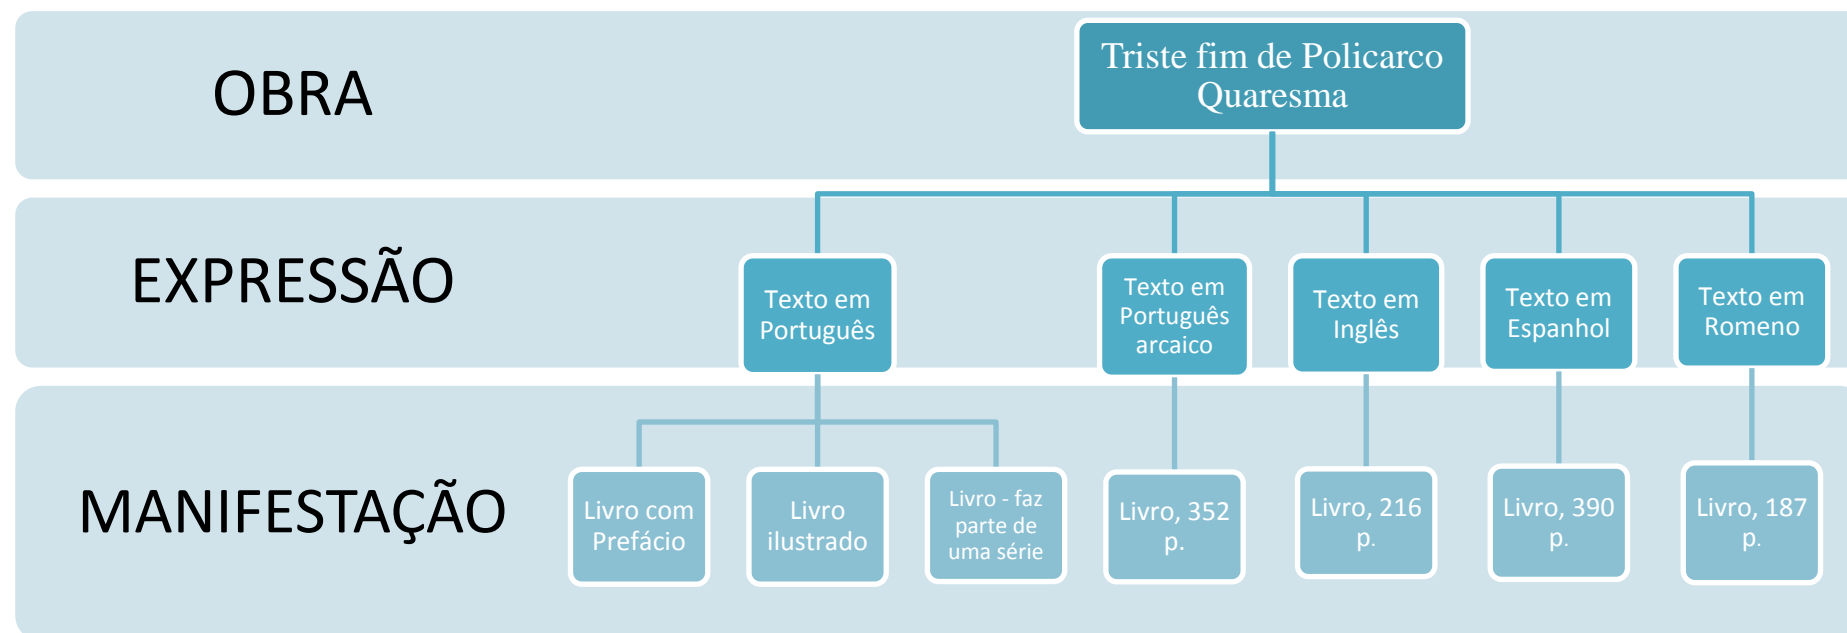 OBRA
Triste fim de Policarco
Quaresma
EXPRESSÃO
Texto em
Português
Texto em
Português
arcaico
Texto em
Inglês
Texto em
Espanhol
Texto em
Romeno
MANIFESTAÇÃO
Livro com
Prefácio
Livro
ilustrado
Livro - faz
parte de
uma série
Livro, 352
p.
Livro, 216
p.
Livro, 390
p.
Livro, 187
p.